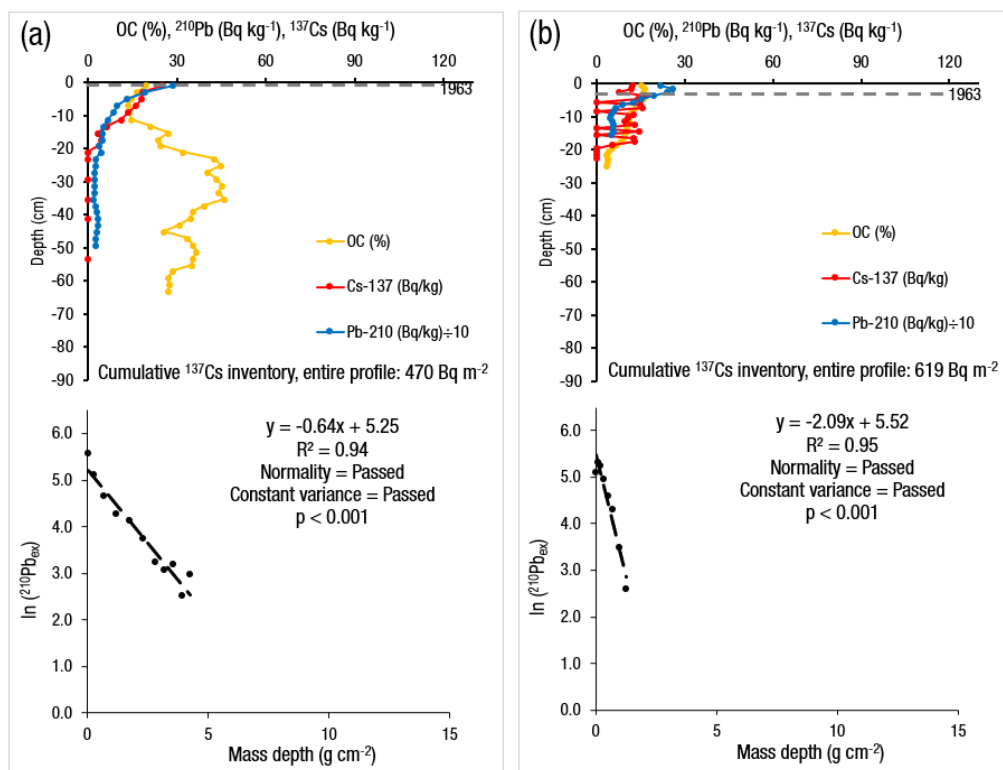 (a)
OC (%), ²¹⁰Pb (Bq kg⁻¹), ¹³⁷Cs (Bq kg⁻¹)
0 30 60 90 120
1963
0
-10
-20
-30
-40
-50
-60
-70
-80
-90
Depth (cm)
OC (%)
Cs-137 (Bq/kg)
Pb-210 (Bq/kg)÷10
Cumulative ¹³⁷Cs inventory, entire profile: 470 Bq m⁻²
y = -0.64x + 5.25
R² = 0.94
Normality = Passed
Constant variance = Passed
p < 0.001
6.0
5.0
4.0
3.0
2.0
1.0
0.0
ln (²¹⁰Pbₑₓ)
0 5 10 15
Mass depth (g cm⁻²)
(b)
OC (%), ²¹⁰Pb (Bq kg⁻¹), ¹³⁷Cs (Bq kg⁻¹)
0 30 60 90 120
1963
0
-10
-20
-30
-40
-50
-60
-70
-80
-90
Depth (cm)
OC (%)
Cs-137 (Bq/kg)
Pb-210 (Bq/kg)÷10
Cumulative ¹³⁷Cs inventory, entire profile: 619 Bq m⁻²
y = -2.09x + 5.52
R² = 0.95
Normality = Passed
Constant variance = Passed
p < 0.001
6.0
5.0
4.0
3.0
2.0
1.0
0.0
ln (²¹⁰Pbₑₓ)
0 5 10 15
Mass depth (g cm⁻²)